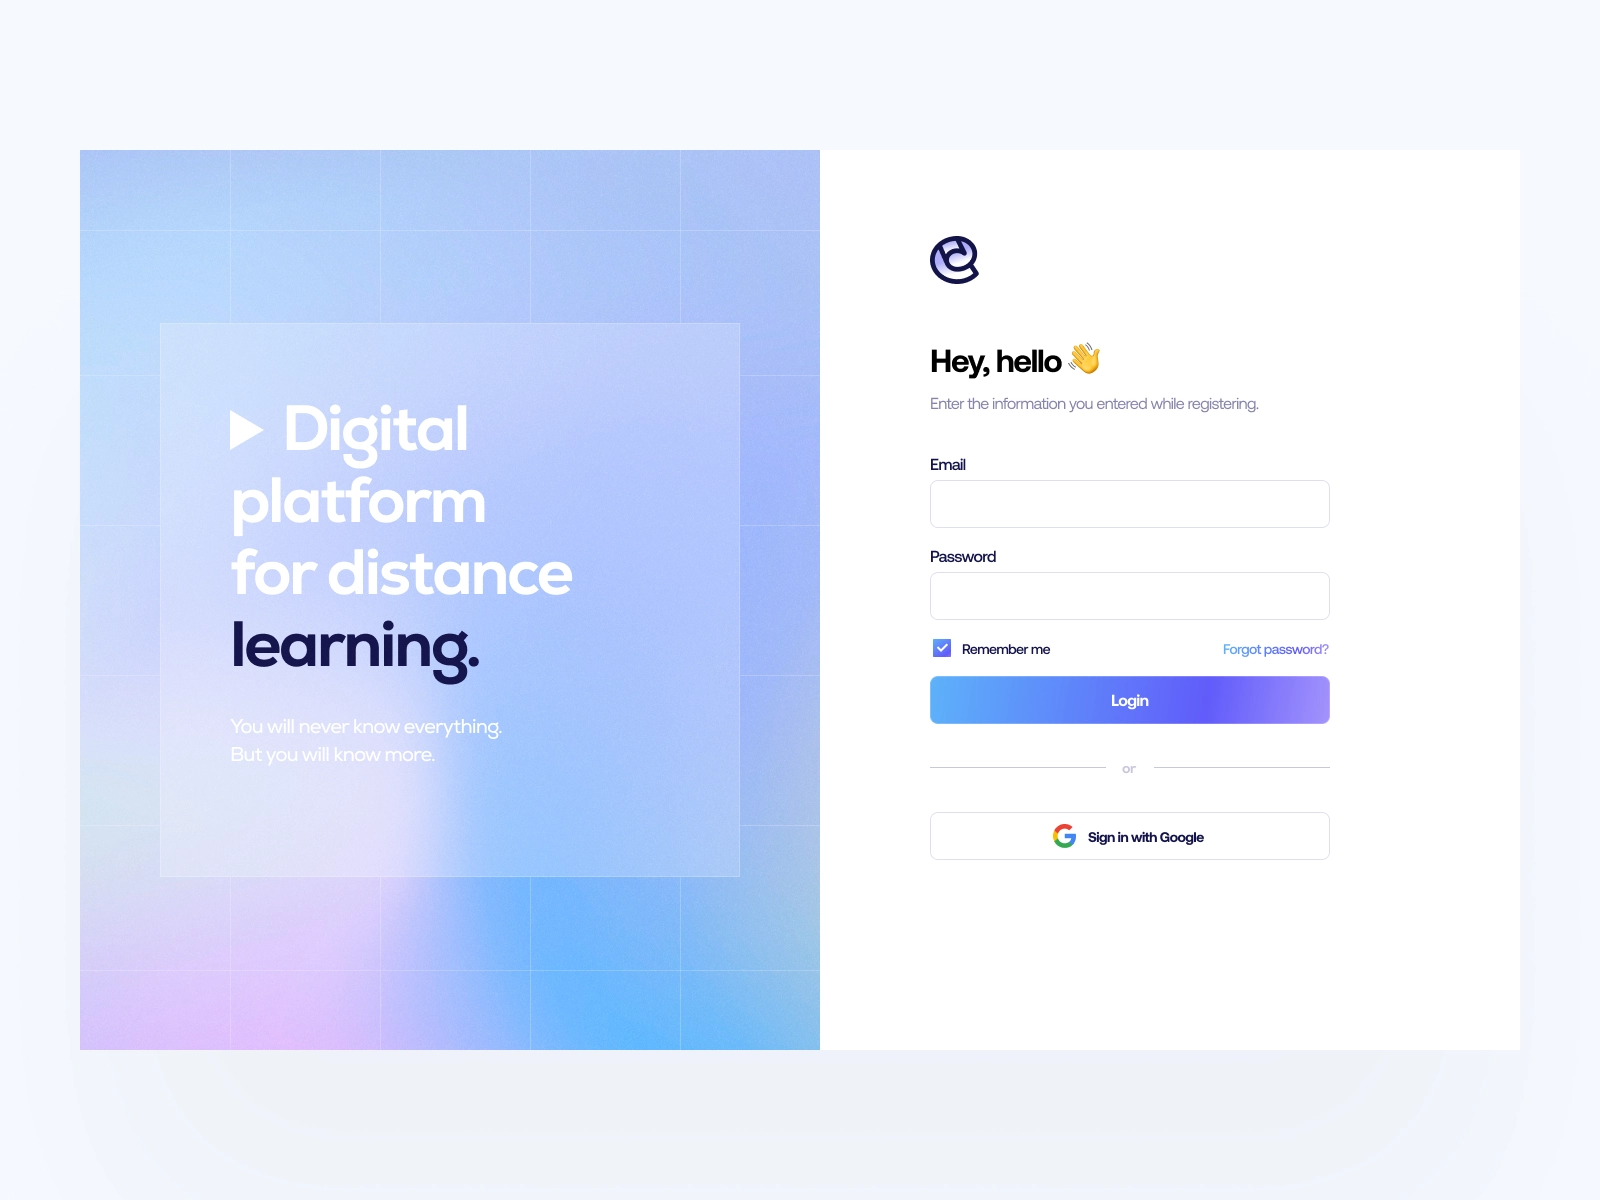 Digital
platform
for distance
learning.
You will never know everything.
But you will know more.
Hey, hello 👋
Enter the information you entered while registering.
Email
Password
Remember me
Forgot password?
Login
or
Sign in with Google